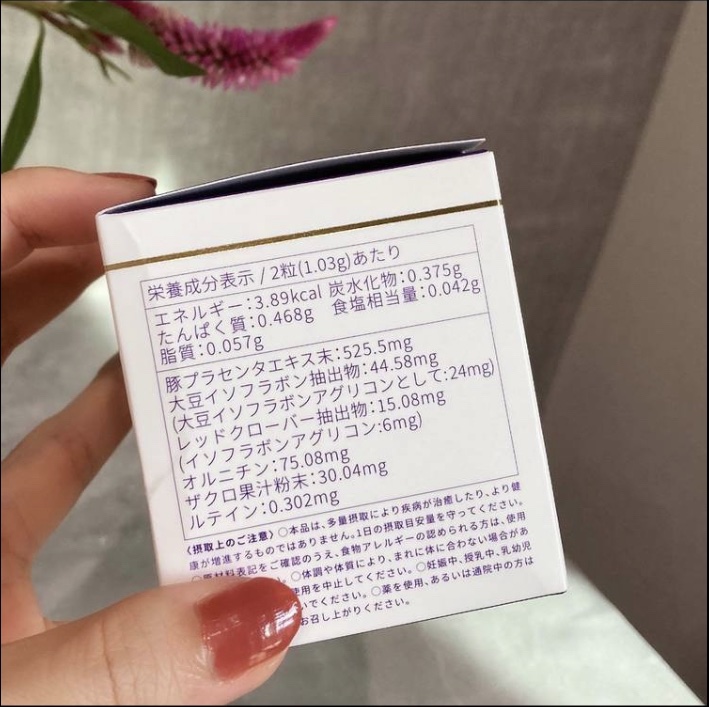 栄養成分表示 / 2粒(1.03g)あたり
エネルギー：3.89kcal 炭水化物：0.375g
たんぱく質：0.468g 食塩相当量：0.042g
脂質：0.057g
豚プラセンタエキス末：525.5mg
大豆イソフラボン抽出物：44.58mg
(大豆イソフラボンアグリコンとして：24mg)
レッドクローバー抽出物：15.08mg
(イソフラボンアグリコン：6mg)
オルニチン：75.08mg
ザクロ果汁粉末：30.04mg
ルテイン：0.302mg
〈摂取上のご注意〉○本品は、多量摂取により疾病が治癒したり、より健
康が増進するものではありません。1日の摂取目安量を守ってください。
○原材料表記をご確認のうえ、食物アレルギーの認められる方は、使用
○体調や体質により、まれに体に合わない場合があ
使用を中止してください。○妊娠中、授乳中、乳幼児
いでください。○薬を使用、あるいは通院中の方は
お召し上がりください。